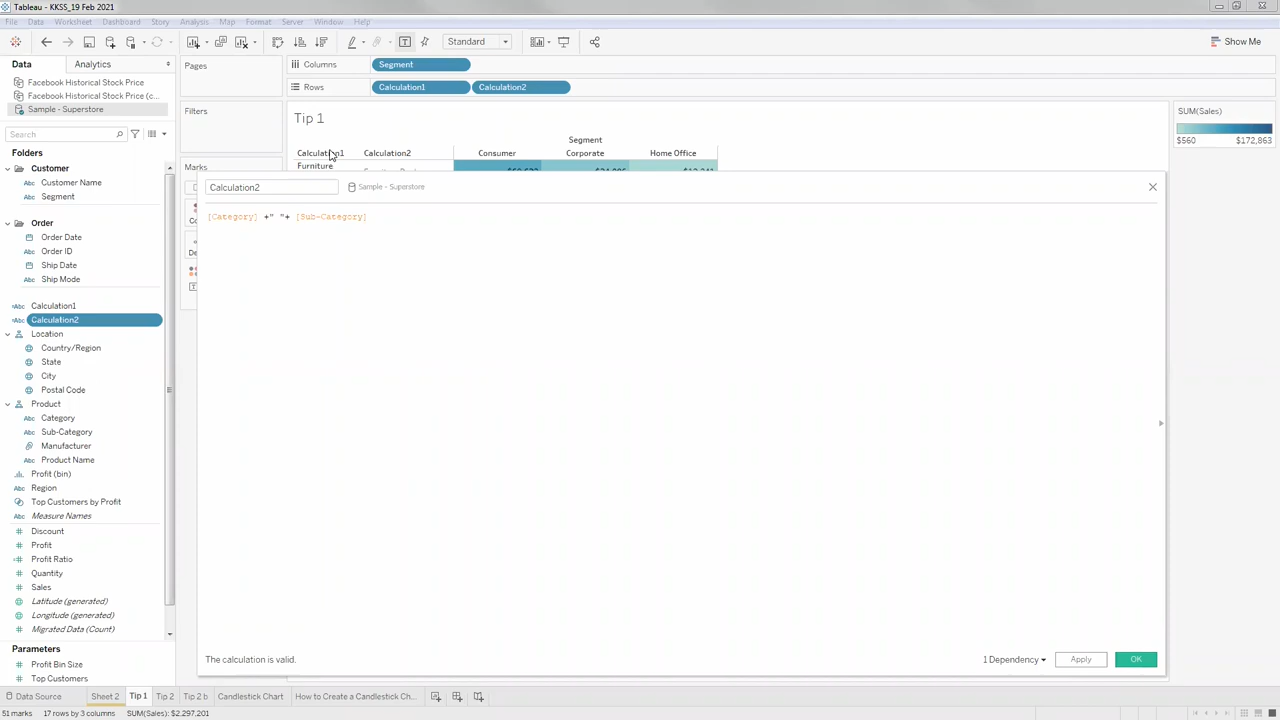 Tableau - KKSS_19 Feb 2021
File Data Worksheet Dashboard Story Analysis Map Format Server Window Help
Standard
Show Me
Data Analytics
Facebook Historical Stock Price
Facebook Historical Stock Price (c...
Sample - Superstore
Search
Folders
Customer
Customer Name
Segment
Order
Order Date
Order ID
Ship Date
Ship Mode
Calculation1
Calculation2
Location
Country/Region
State
City
Postal Code
Product
Category
Sub-Category
Manufacturer
Product Name
Profit (bin)
Region
Top Customers by Profit
Measure Names
Discount
Profit
Profit Ratio
Quantity
Sales
Latitude (generated)
Longitude (generated)
Migrated Data (Count)
Parameters
Profit Bin Size
Top Customers
Pages
Filters
Marks
Columns Segment
Rows Calculation1 Calculation2
Tip 1
Segment
Calculation1 Calculation2 Consumer Corporate Home Office
Furniture
SUM(Sales)
$560 $172,863
Calculation2 Sample - Superstore
[Category] +" "+ [Sub-Category]
The calculation is valid.
1 Dependency Apply OK
Data Source Sheet 2 Tip 1 Tip 2 Tip 2 b Candlestick Chart How to Create a Candlestick Ch...
51 marks 17 rows by 3 columns SUM(Sales): $2,297,201